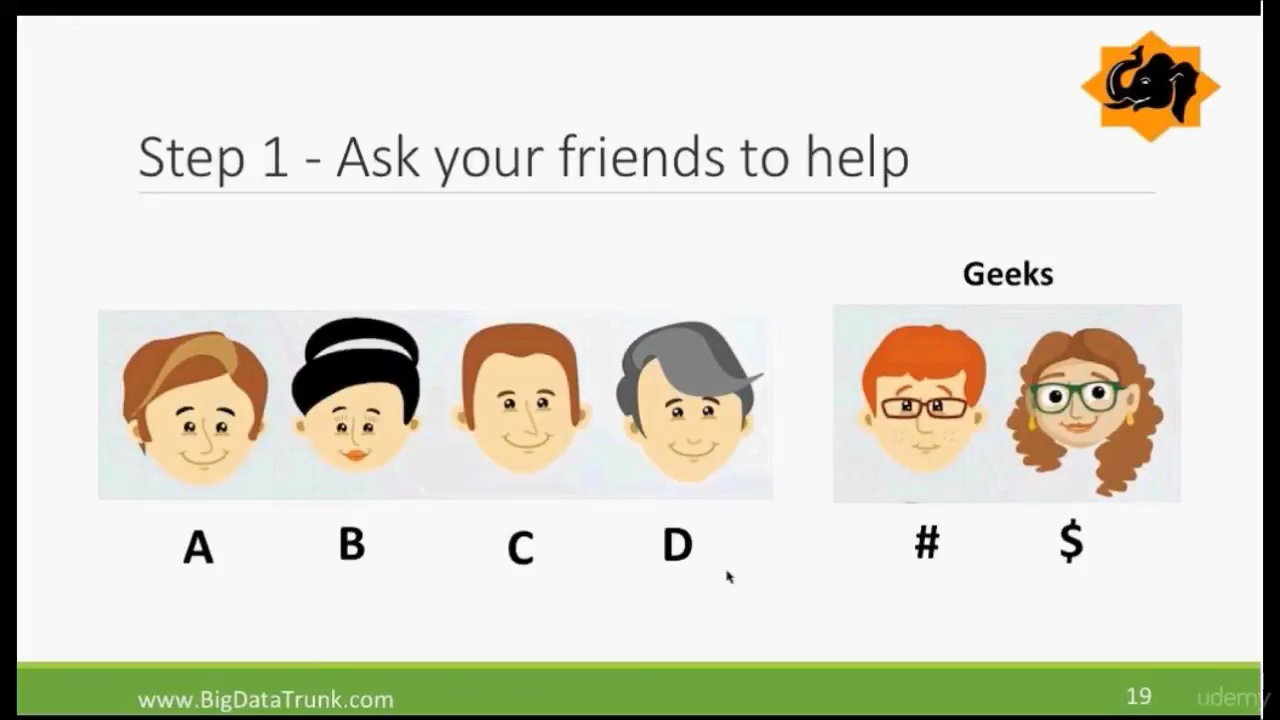 Step 1 - Ask your friends to help
Geeks
A B C D # $
www.BigDataTrunk.com 19 udemy